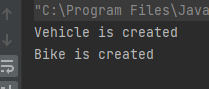 "C:\Program Files\Java
Vehicle is created
Bike is created